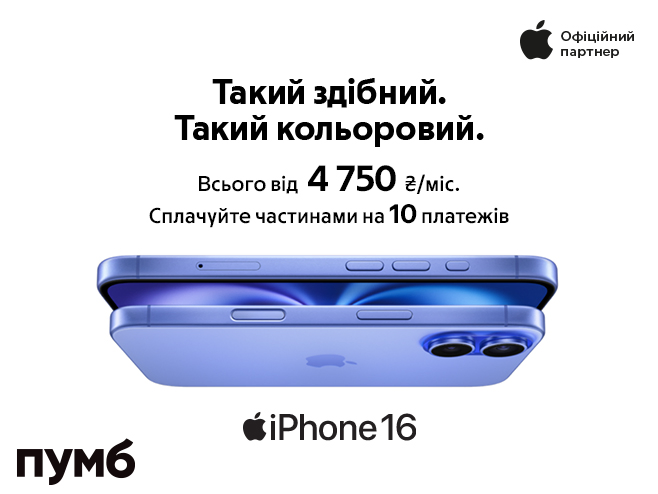 Офіційний
партнер
Такий здібний.
Такий кольоровий.
Всього від 4 750 ₴/міс.
Сплачуйте частинами на 10 платежів
iPhone 16
пумб